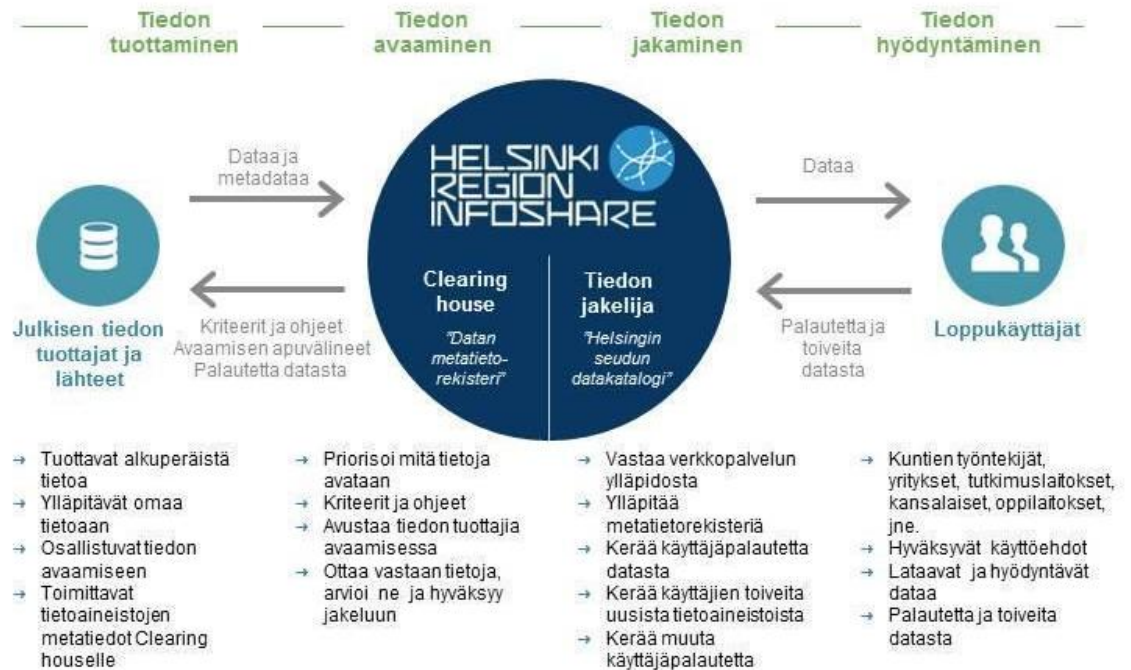 Tiedon
tuottaminen
Tiedon
avaaminen
Tiedon
jakaminen
Tiedon
hyödyntäminen
Dataa ja
metadataa
HELSINKI
REGION
INFOSHARE
Dataa
Clearing
house
"Datan
metatieto-
rekisteri"
Tiedon
jakelija
"Helsingin
seudun
datakatalogi"
Julkisen tiedon
tuottajat ja
lähteet
Kriteerit ja ohjeet
Avaamisen apuvälineet
Palautetta datasta
Palautetta ja
toiveita
datasta
Loppukäyttäjät
→ Tuottavat alkuperäistä
tietoa
→ Ylläpitävät omaa
tietoaan
→ Osallistuvat tiedon
avaamiseen
→ Toimittavat
tietoaineistojen
metatiedot Clearing
houselle
→ Priorisoi mitä tietoja
avataan
→ Kriteerit ja ohjeet
→ Avustaa tiedon tuottajia
avaamisessa
→ Ottaa vastaan tietoja,
arvioi ne ja hyväksyy
jakeluun
→ Vastaa verkkopalvelun
ylläpidosta
→ Ylläpitää
metatietorekisteriä
→ Kerää käyttäjäpalautetta
datasta
→ Kerää käyttäjien toiveita
uusista tietoaineistoista
→ Kerää muuta
käyttäjäpalautetta
→ Kuntien työntekijät,
yritykset, tutkimuslaitokset,
kansalaiset, oppilaitokset,
jne.
→ Hyväksyvät käyttöehdot
→ Lataavat ja hyödyntävät
dataa
→ Palautetta ja toiveita
datasta